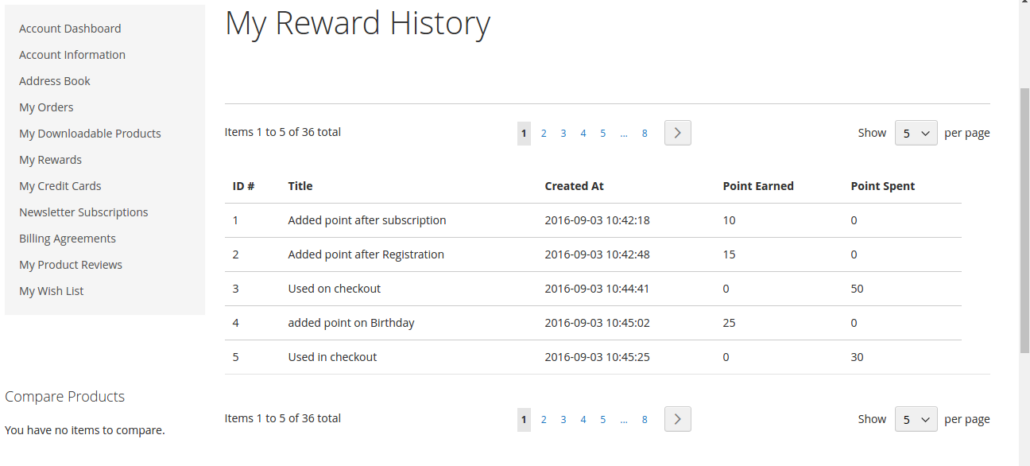 My Reward History
Account Dashboard
Account Information
Address Book
My Orders
My Downloadable Products
My Rewards
My Credit Cards
Newsletter Subscriptions
Billing Agreements
My Product Reviews
My Wish List
Compare Products
You have no items to compare.
Items 1 to 5 of 36 total 1 2 3 4 5 ... 8 Show 5 per page
ID # Title Created At Point Earned Point Spent
1 Added point after subscription 2016-09-03 10:42:18 10 0
2 Added point after Registration 2016-09-03 10:42:48 15 0
3 Used on checkout 2016-09-03 10:44:41 0 50
4 added point on Birthday 2016-09-03 10:45:02 25 0
5 Used in checkout 2016-09-03 10:45:25 0 30
Items 1 to 5 of 36 total 1 2 3 4 5 ... 8 Show 5 per page